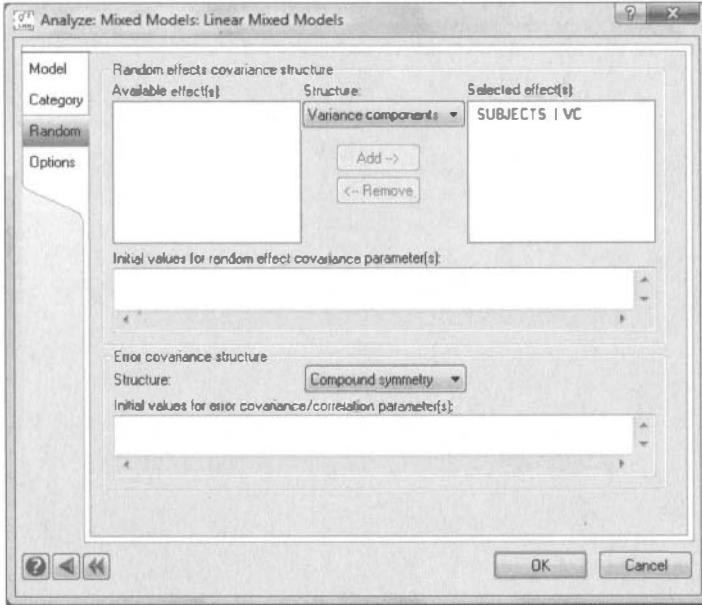 Analyze: Mixed Models: Linear Mixed Models
Model
Category
Random
Options
Random effects covariance structure
Available effect(s):
Structure:
Selected effect(s):
Variance components
SUBJECTS | VC
Add -->
<-- Remove
Initial values for random effect covariance parameter(s):
Error covariance structure
Structure:
Compound symmetry
Initial values for error covariance/correlation parameter(s):
OK
Cancel